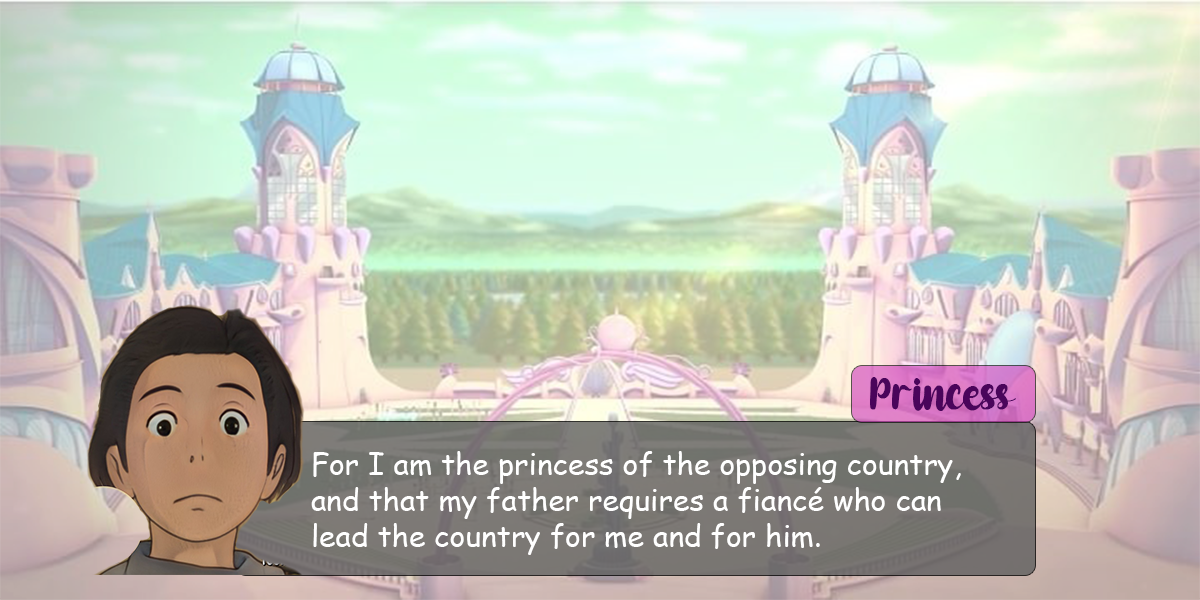 Princess
For I am the princess of the opposing country,
and that my father requires a fiancé who can
lead the country for me and for him.